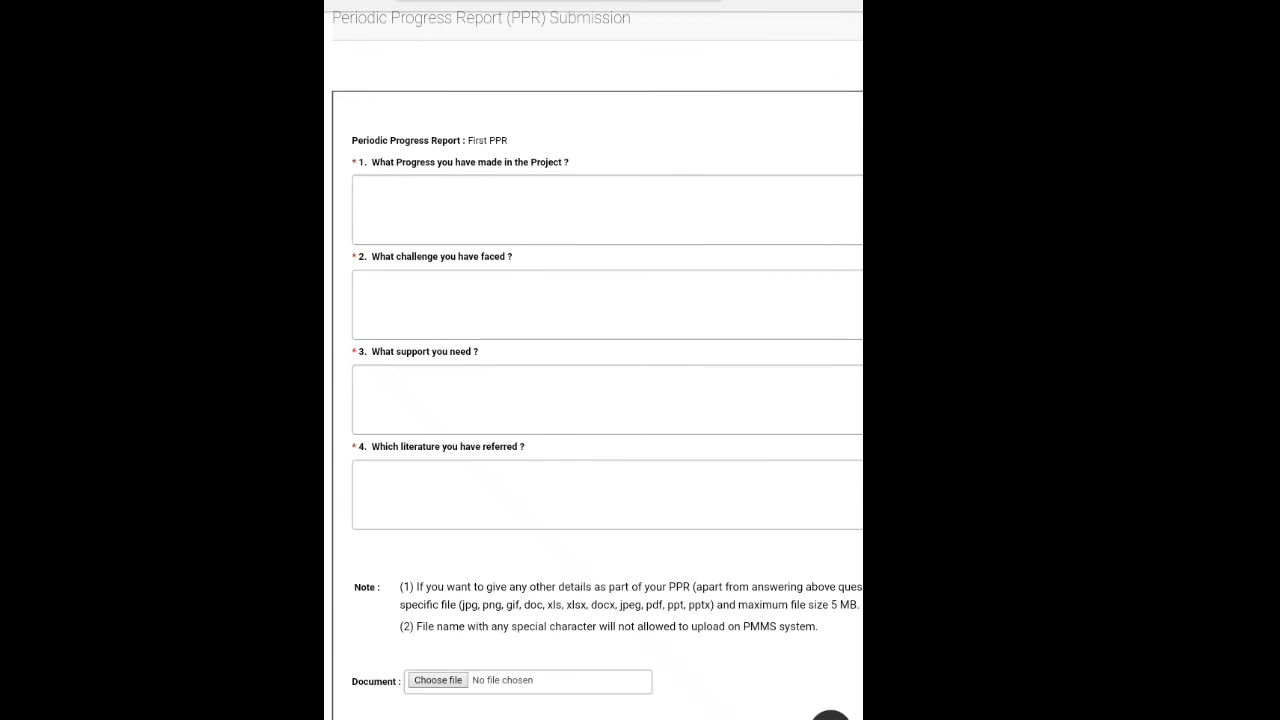 Periodic Progress Report (PPR) Submission
Periodic Progress Report : First PPR
* 1. What Progress you have made in the Project ?
* 2. What challenge you have faced ?
* 3. What support you need ?
* 4. Which literature you have referred ?
Note : (1) If you want to give any other details as part of your PPR (apart from answering above ques
specific file (jpg, png, gif, doc, xls, xlsx, docx, jpeg, pdf, ppt, pptx) and maximum file size 5 MB.
(2) File name with any special character will not allowed to upload on PMMS system.
Document : Choose file No file chosen